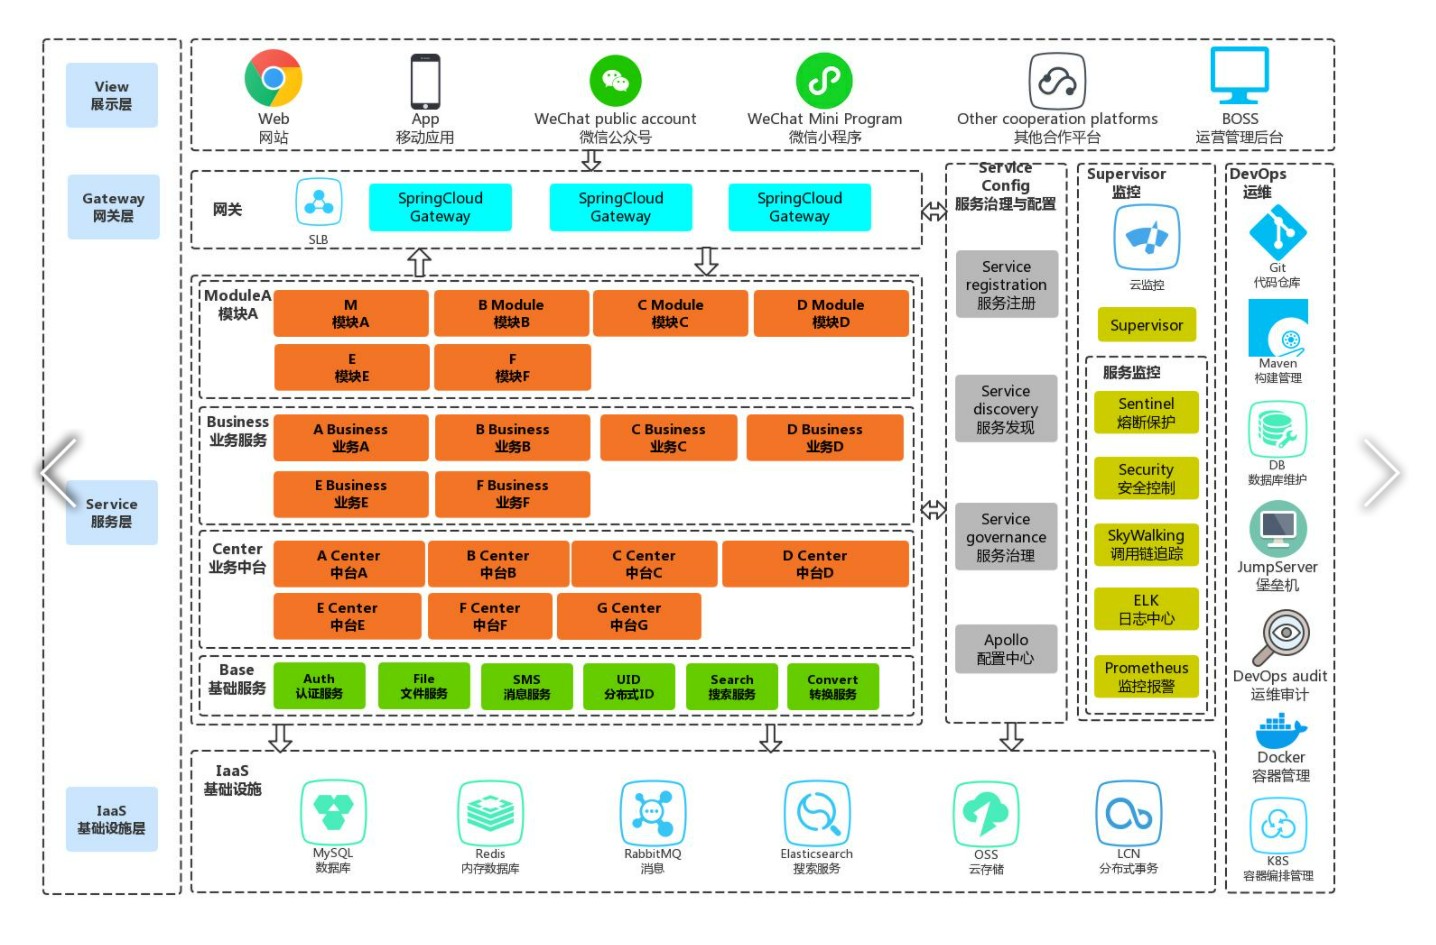 View
展示层
Gateway
网关层
Service
服务层
IaaS
基础设施层
Web
网站
App
移动应用
WeChat public account
微信公众号
WeChat Mini Program
微信小程序
Other cooperation platforms
其他合作平台
BOSS
运营管理后台
网关
SLB
SpringCloud
Gateway
SpringCloud
Gateway
SpringCloud
Gateway
ModuleA
模块A
M
模块A
B Module
模块B
C Module
模块C
D Module
模块D
E
模块E
F
模块F
Business
业务服务
A Business
业务A
B Business
业务B
C Business
业务C
D Business
业务D
E Business
业务E
F Business
业务F
Center
业务中台
A Center
中台A
B Center
中台B
C Center
中台C
D Center
中台D
E Center
中台E
F Center
中台F
G Center
中台G
Base
基础服务
Auth
认证服务
File
文件服务
SMS
消息服务
UID
分布式ID
Search
搜索服务
Convert
转换服务
Service
Config
服务治理与配置
Service
registration
服务注册
Service
discovery
服务发现
Service
governance
服务治理
Apollo
配置中心
Supervisor
监控
云监控
Supervisor
服务监控
Sentinel
熔断保护
Security
安全控制
SkyWalking
调用链追踪
ELK
日志中心
Prometheus
监控报警
DevOps
运维
Git
代码仓库
Maven
构建管理
DB
数据库维护
JumpServer
堡垒机
DevOps audit
运维审计
Docker
容器管理
K8S
容器编排管理
IaaS
基础设施
MySQL
数据库
Redis
内存数据库
RabbitMQ
消息
Elasticsearch
搜索服务
OSS
云存储
LCN
分布式事务